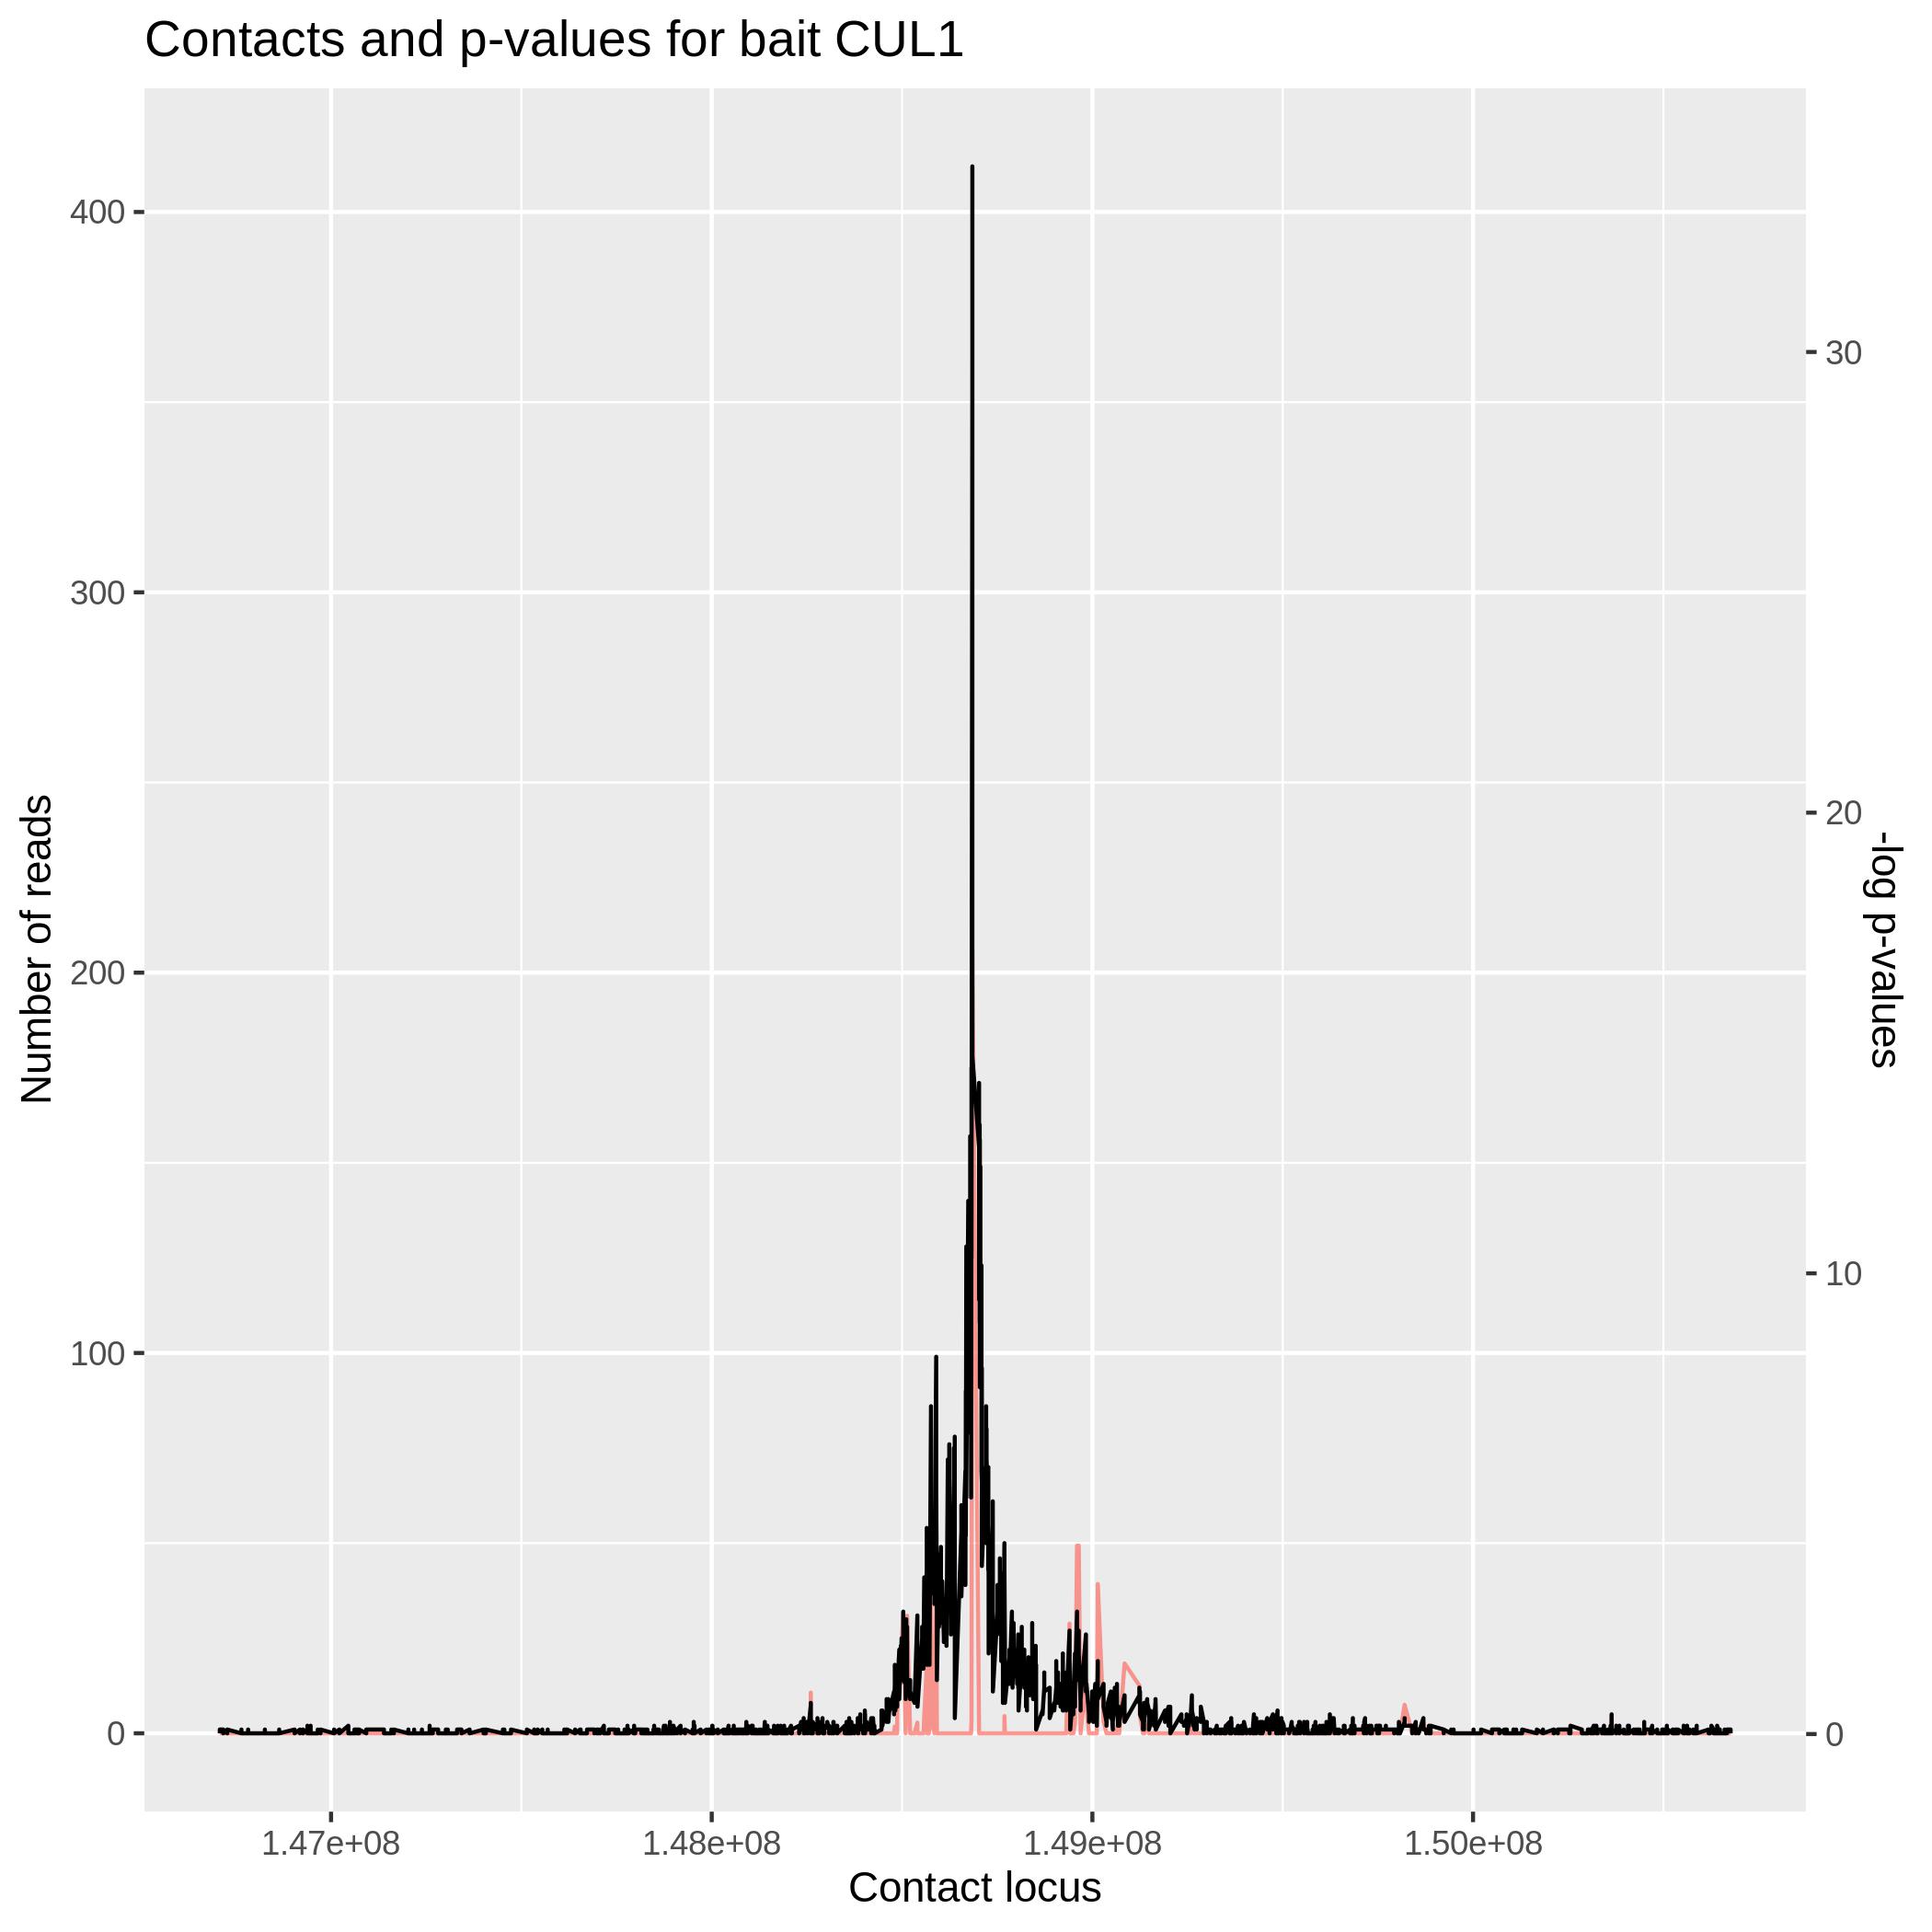 Contacts and p-values for bait CUL1
400
300
200
100
0
Number of reads
30
20
10
0
-log p-values
1.47e+08
1.48e+08
1.49e+08
1.50e+08
Contact locus